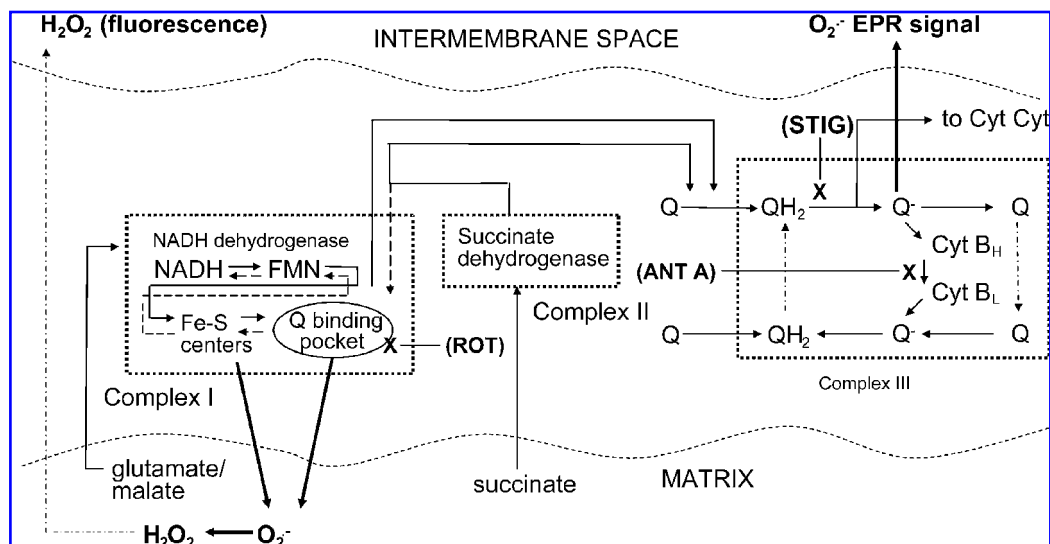 H₂O₂ (fluorescence)
O₂·⁻ EPR signal
INTERMEMBRANE SPACE
(STIG)
to Cyt Cyt
X
Q
QH₂
Q·⁻
Q
NADH dehydrogenase
NADH
FMN
Succinate
dehydrogenase
Cyt B_H
(ANT A)
X
Cyt B_L
Complex II
Fe-S
centers
Q binding
pocket
X
(ROT)
Q
QH₂
Q·⁻
Q
Complex I
Complex III
glutamate/
malate
succinate
MATRIX
H₂O₂
O₂·⁻